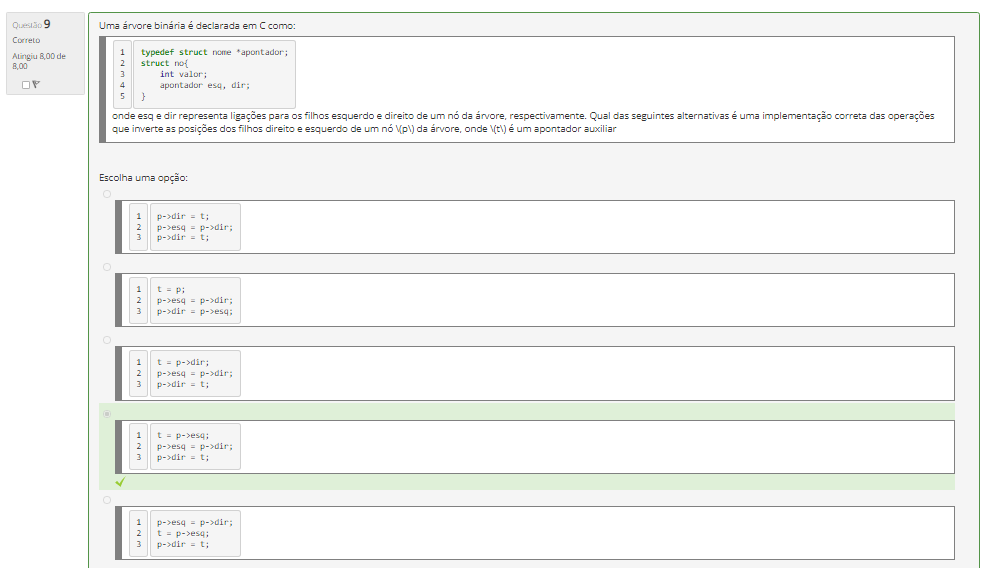 Questão 9
Correto
Atingiu 8,00 de
8,00
Uma árvore binária é declarada em C como:
1 typedef struct nome *apontador;
2 struct no{
3 int valor;
4 apontador esq, dir;
5 }
onde esq e dir representa ligações para os filhos esquerdo e direito de um nó da árvore, respectivamente. Qual das seguintes alternativas é uma implementação correta das operações
que inverte as posições dos filhos direito e esquerdo de um nó \(p\) da árvore, onde \(t\) é um apontador auxiliar
Escolha uma opção:
1 p->dir = t;
2 p->esq = p->dir;
3 p->dir = t;
1 t = p;
2 p->esq = p->dir;
3 p->dir = p->esq;
1 t = p->dir;
2 p->esq = p->dir;
3 p->dir = t;
1 t = p->esq;
2 p->esq = p->dir;
3 p->dir = t;
1 p->esq = p->dir;
2 t = p->esq;
3 p->dir = t;